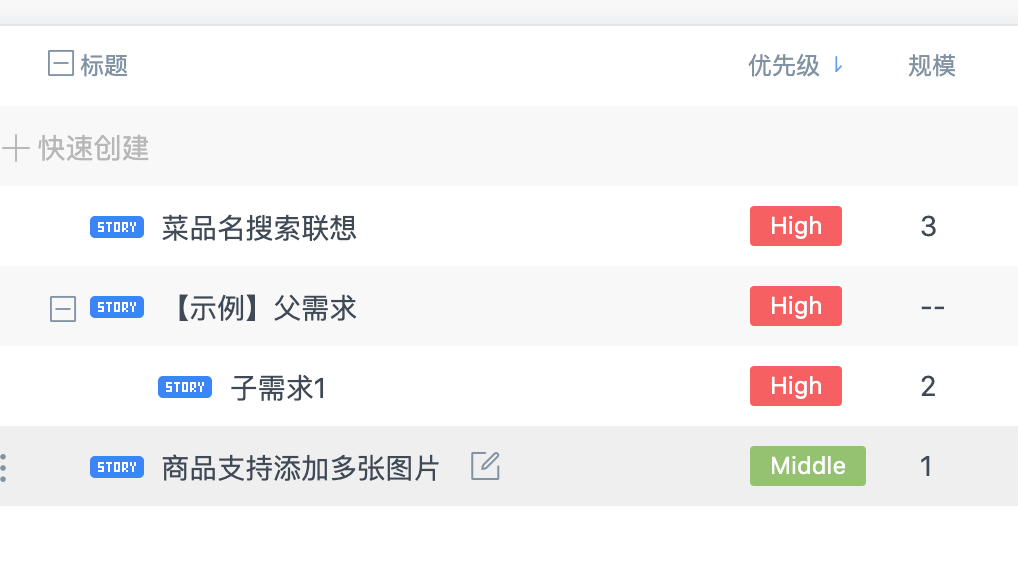 标题 优先级 规模
快速创建
STORY 菜品名搜索联想 High 3
STORY 【示例】父需求 High --
STORY 子需求1 High 2
STORY 商品支持添加多张图片 Middle 1